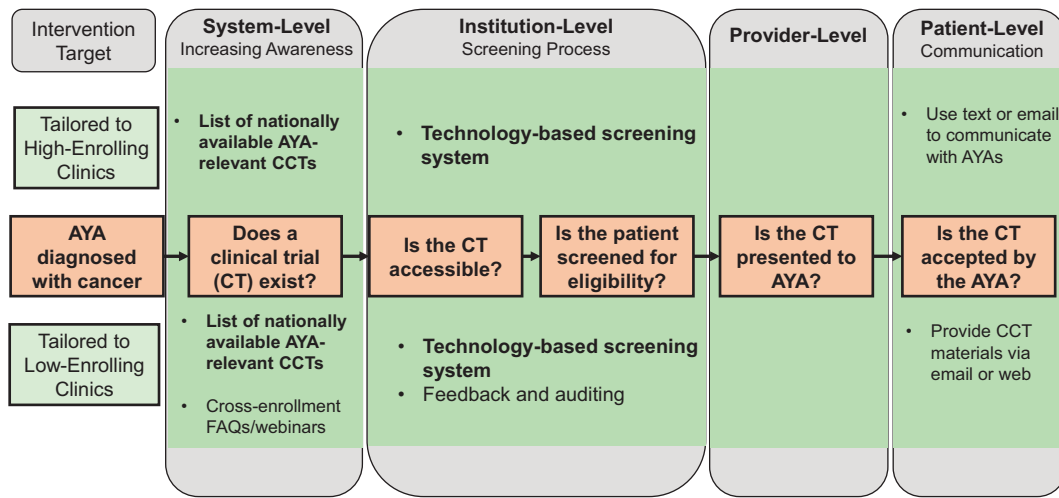 Intervention
Target
System-Level
Increasing Awareness
Institution-Level
Screening Process
Provider-Level
Patient-Level
Communication
Tailored to
High-Enrolling
Clinics
• List of nationally
available AYA-
relevant CCTs
• Technology-based screening
system
• Use text or email
to communicate
with AYAs
AYA
diagnosed
with cancer
Does a
clinical trial
(CT) exist?
Is the CT
accessible?
Is the patient
screened for
eligibility?
Is the CT
presented to
AYA?
Is the CT
accepted by
the AYA?
Tailored to
Low-Enrolling
Clinics
• List of nationally
available AYA-
relevant CCTs
• Cross-enrollment
FAQs/webinars
• Technology-based screening
system
• Feedback and auditing
• Provide CCT
materials via
email or web